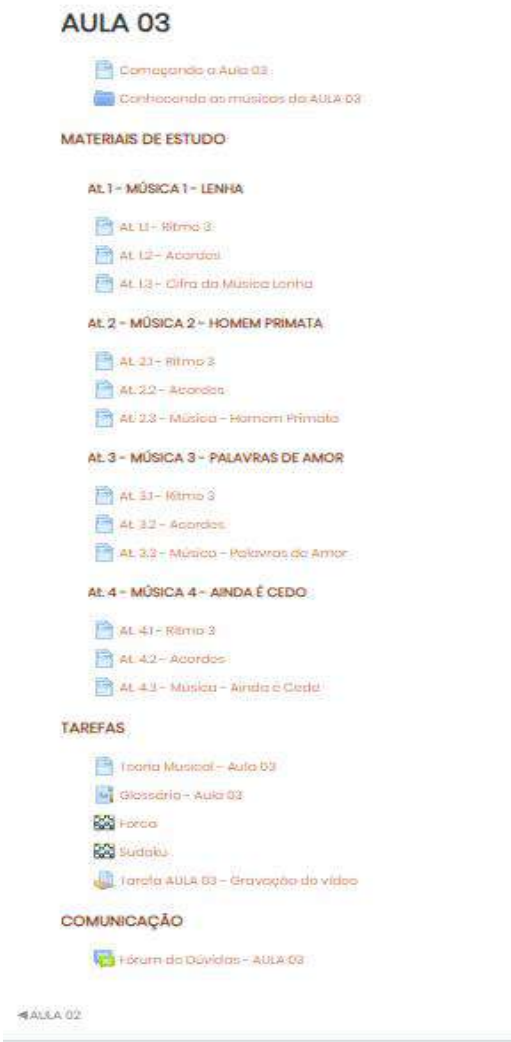 AULA 03
Começando a Aula 03
Conhecendo as músicas da AULA 03
MATERIAIS DE ESTUDO
At. 1 - MÚSICA 1 - LENHA
At. 1.1 - Ritmo 3
At. 1.2 - Acordes
At. 1.3 - Cifra da Música Lenha
At. 2 - MÚSICA 2 - HOMEM PRIMATA
At. 2.1 - Ritmo 3
At. 2.2 - Acordes
At. 2.3 - Música - Homem Primata
At. 3 - MÚSICA 3 - PALAVRAS DE AMOR
At. 3.1 - Ritmo 3
At. 3.2 - Acordes
At. 3.3 - Música - Palavras de Amor
At. 4 - MÚSICA 4 - AINDA É CEDO
At. 4.1 - Ritmo 3
At. 4.2 - Acordes
At. 4.3 - Música - Ainda é Cedo
TAREFAS
Teoria Musical - Aula 03
Glossário - Aula 03
Forca
Sudoku
Tarefa AULA 03 - Gravação do vídeo
COMUNICAÇÃO
Fórum de Dúvidas - AULA 03
◄AULA 02